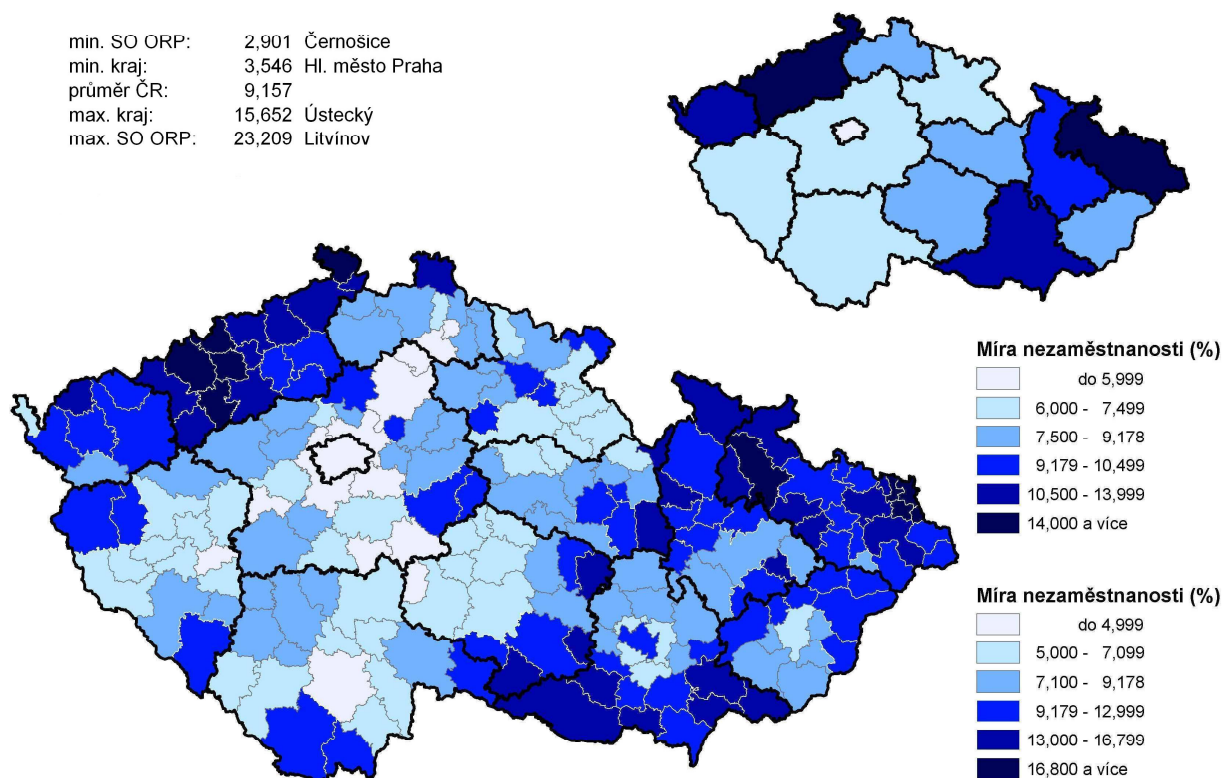 min. SO ORP: 2,901 Černošice
min. kraj: 3,546 Hl. město Praha
průměr ČR: 9,157
max. kraj: 15,652 Ústecký
max. SO ORP: 23,209 Litvínov
Míra nezaměstnanosti (%)
do 5,999
6,000 - 7,499
7,500 - 9,178
9,179 - 10,499
10,500 - 13,999
14,000 a více
Míra nezaměstnanosti (%)
do 4,999
5,000 - 7,099
7,100 - 9,178
9,179 - 12,999
13,000 - 16,799
16,800 a více